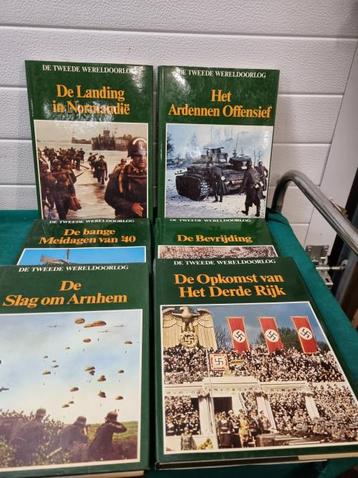 DE TWEEDE WERELDOORLOG
De Landing
in Normandië
DE TWEEDE WERELDOORLOG
Het
Ardennen Offensief
DE TWEEDE WERELDOORLOG
De bange
Meidagen van '40
DE TWEEDE WERELDOORLOG
De Bevrijding
DE TWEEDE WERELDOORLOG
De
Slag om Arnhem
DE TWEEDE WERELDOORLOG
De Opkomst van
Het Derde Rijk